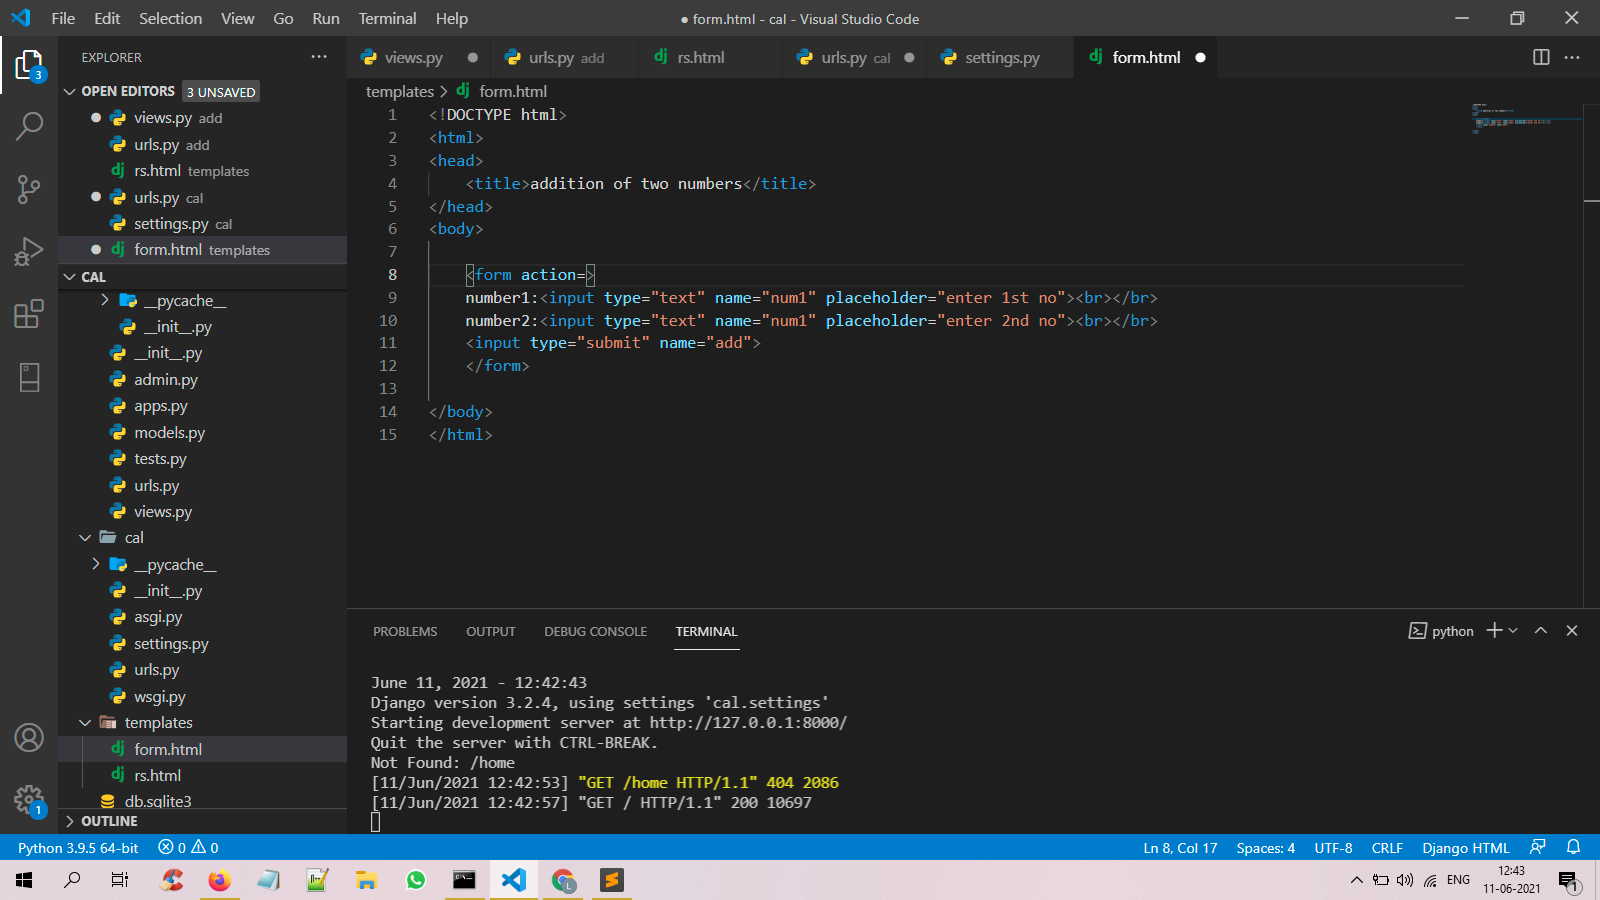 File Edit Selection View Go Run Terminal Help
● form.html - cal - Visual Studio Code
EXPLORER
views.py
urls.py add
rs.html
urls.py cal
settings.py
form.html
OPEN EDITORS 3 UNSAVED
views.py add
urls.py add
rs.html templates
urls.py cal
settings.py cal
form.html templates
CAL
__pycache__
__init__.py
__init__.py
admin.py
apps.py
models.py
tests.py
urls.py
views.py
cal
__pycache__
__init__.py
asgi.py
settings.py
urls.py
wsgi.py
templates
form.html
rs.html
db.sqlite3
OUTLINE
3
1
templates > form.html
1 <!DOCTYPE html>
2 <html>
3 <head>
4 <title>addition of two numbers</title>
5 </head>
6 <body>
7
8 <form action=>
9 number1:<input type="text" name="num1" placeholder="enter 1st no"><br></br>
10 number2:<input type="text" name="num1" placeholder="enter 2nd no"><br></br>
11 <input type="submit" name="add">
12 </form>
13
14 </body>
15 </html>
PROBLEMS OUTPUT DEBUG CONSOLE TERMINAL
python
June 11, 2021 - 12:42:43
Django version 3.2.4, using settings 'cal.settings'
Starting development server at http://127.0.0.1:8000/
Quit the server with CTRL-BREAK.
Not Found: /home
[11/Jun/2021 12:42:53] "GET /home HTTP/1.1" 404 2086
[11/Jun/2021 12:42:57] "GET / HTTP/1.1" 200 10697
Python 3.9.5 64-bit 0 0
Ln 8, Col 17 Spaces: 4 UTF-8 CRLF Django HTML
L
ENG
12:43
11-06-2021
1